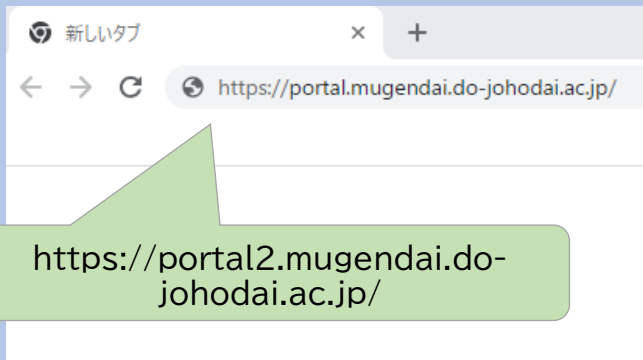 新しいタブ
https://portal.mugendai.do-johodai.ac.jp/
https://portal2.mugendai.do-
johodai.ac.jp/